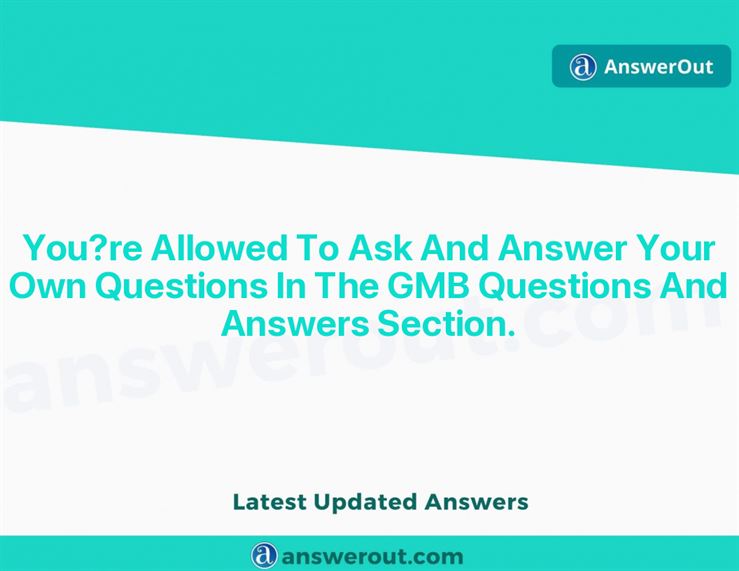 AnswerOut
You?re Allowed To Ask And Answer Your
Own Questions In The GMB Questions And
Answers Section.
answerout.com
Latest Updated Answers
answerout.com